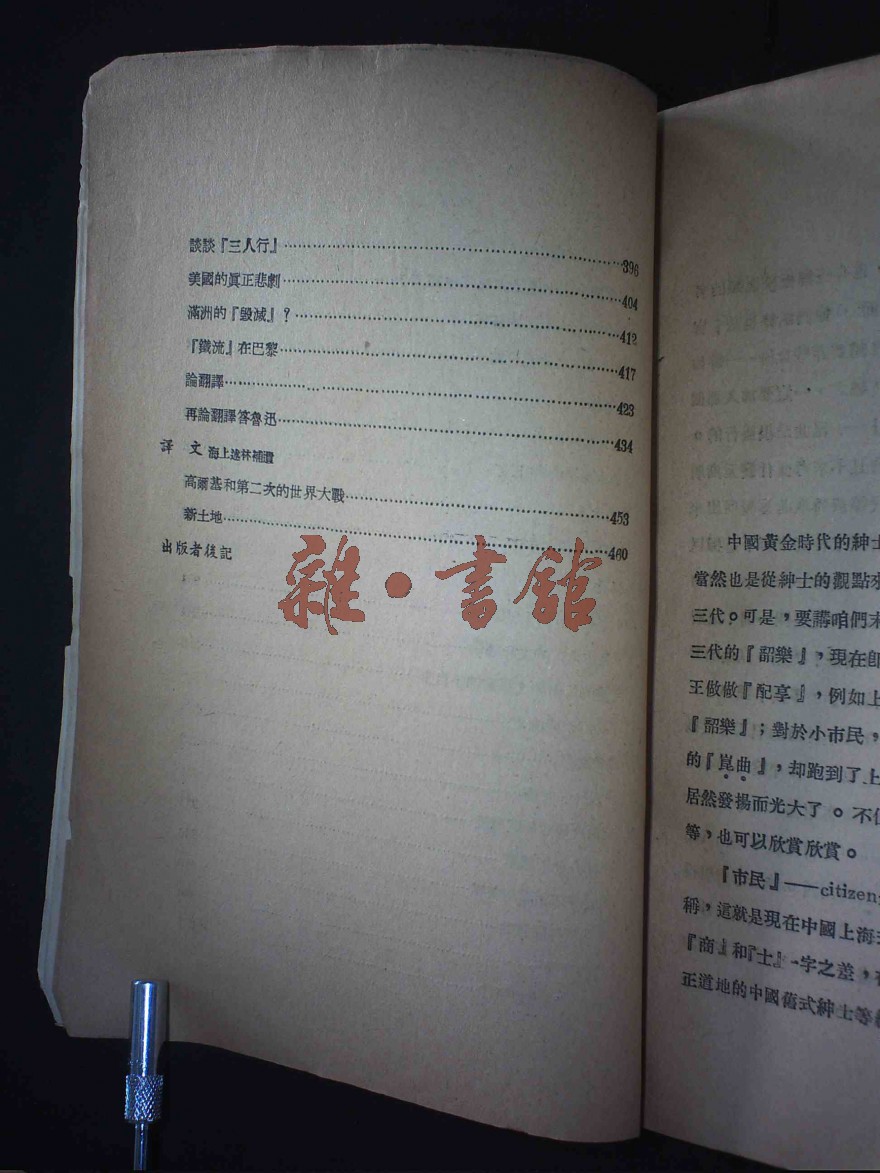 談談『三人行』……396
美國的眞正悲劇……404
滿洲的『毀滅』？……412
『鐵流』在巴黎……417
論翻譯……423
再論翻譯答魯迅……434
譯　文 海上述林補遺
高爾基和第二次的世界大戰……453
新土地……460
出版者後記
雜·書館
中國黃金時代的紳士
當然也是從紳士的觀點來
三代。可是，要講咱們末
三代的『韶樂』，現在卽
王做做『配享』，例如上
『韶樂』；對於小市民，
的『崑曲』，却跑到了上
居然發揚而光大了。不但
等，也可以欣賞欣賞。
『市民』——citizen
稱，這就是現在中國上海
『商』和『士』一字之差，
正道地的中國舊式紳士等